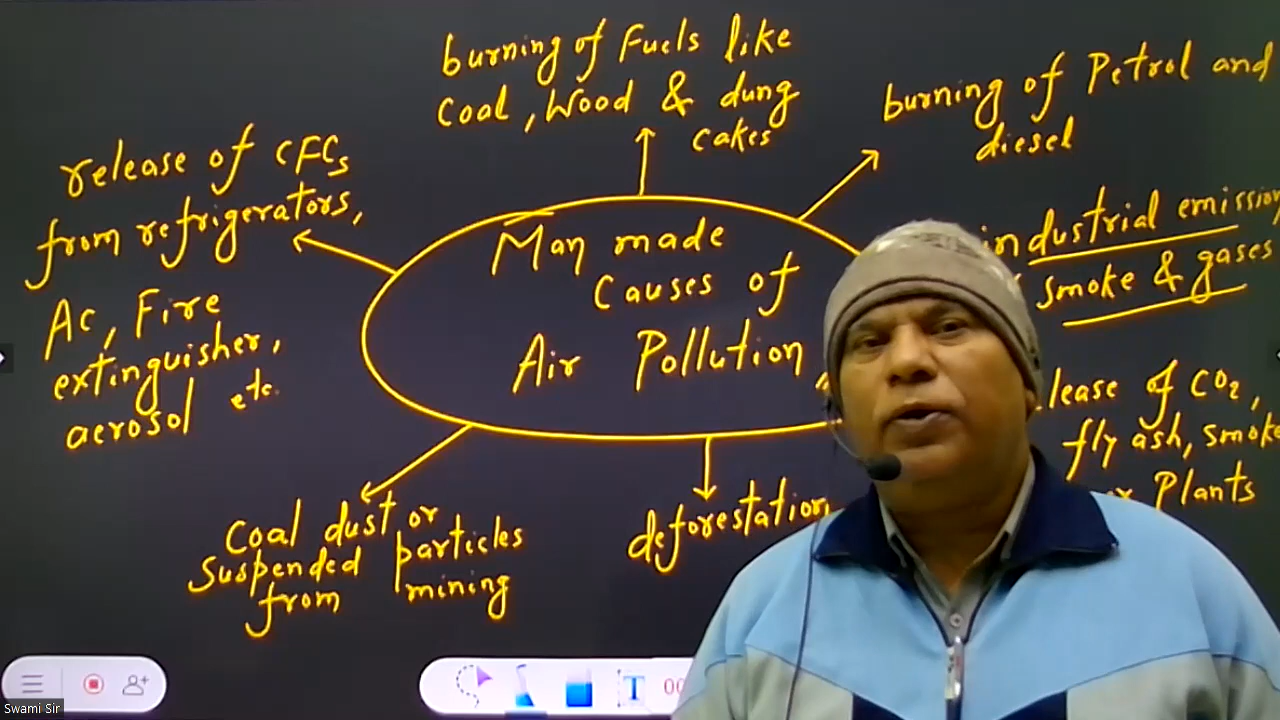 burning of Fuels like
Coal, Wood & dung
cakes
burning of Petrol and
diesel
release of CFCs
from refrigerators,
Ac, Fire
extinguisher,
aerosol etc.
Man made
Causes of
Air Pollution
industrial emission
smoke & gases
lease of CO2,
fly ash, smoke
Plants
Coal dust or
suspended particles
from mining
deforestation
T
00
Swami Sir